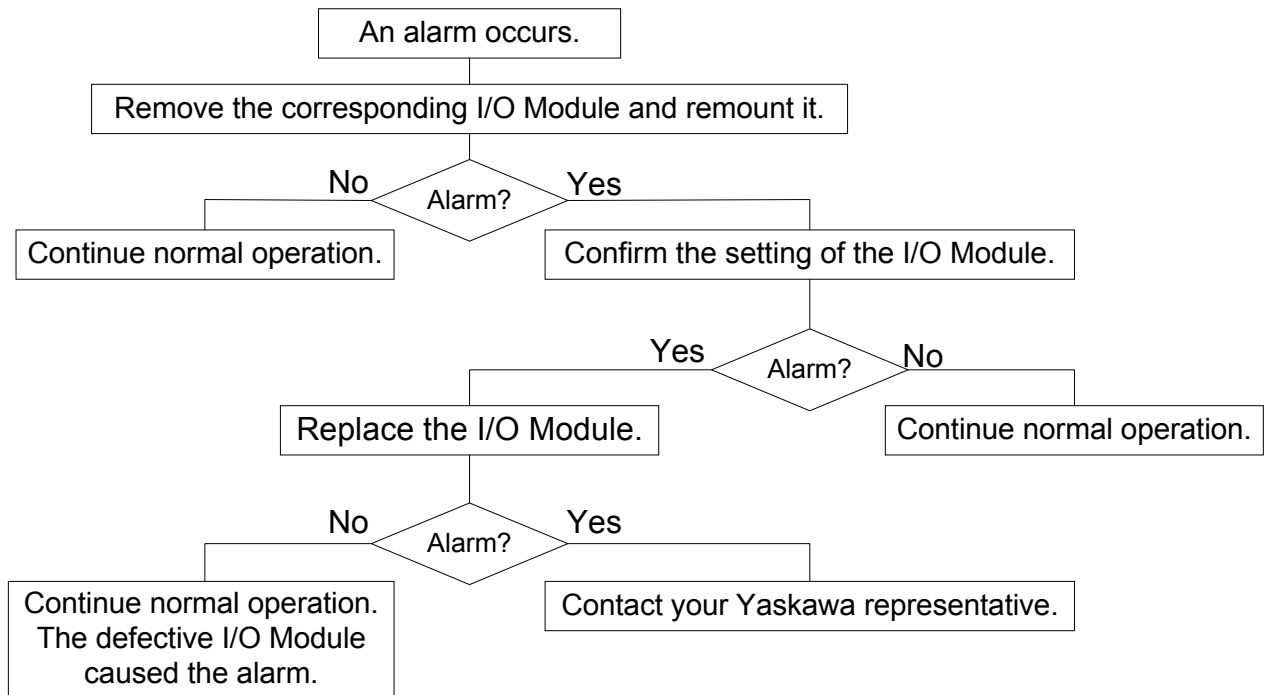 An alarm occurs.
Remove the corresponding I/O Module and remount it.
No
Alarm?
Yes
Continue normal operation.
Confirm the setting of the I/O Module.
Yes
Alarm?
No
Replace the I/O Module.
Continue normal operation.
No
Alarm?
Yes
Continue normal operation.
The defective I/O Module
caused the alarm.
Contact your Yaskawa representative.